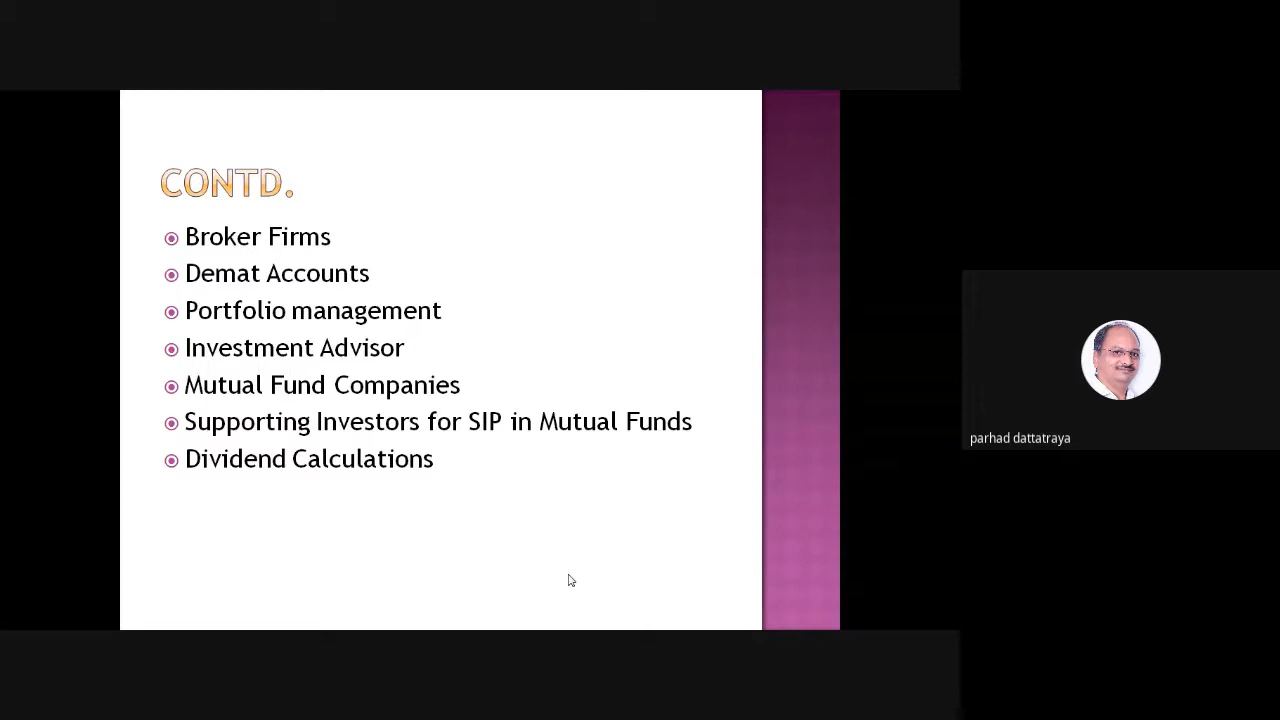 CONTD.
Broker Firms
Demat Accounts
Portfolio management
Investment Advisor
Mutual Fund Companies
Supporting Investors for SIP in Mutual Funds
Dividend Calculations
parhad dattatraya